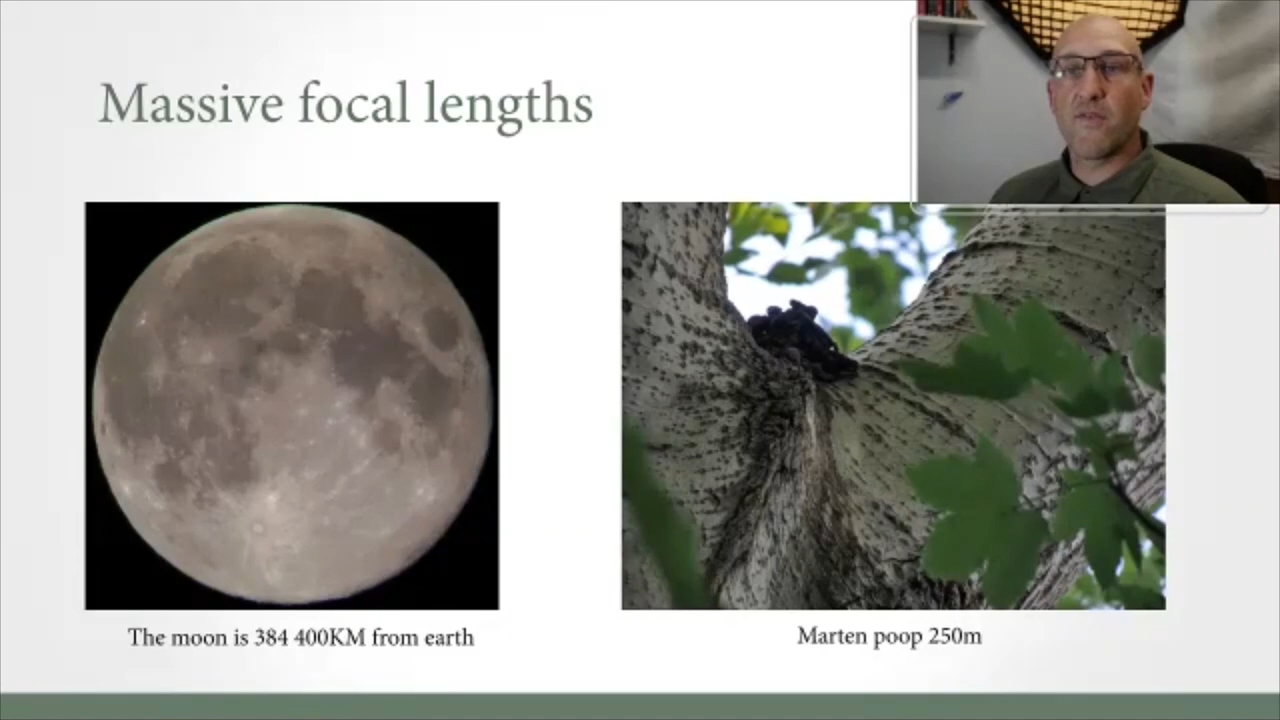 Massive focal lengths
The moon is 384 400KM from earth
Marten poop 250m